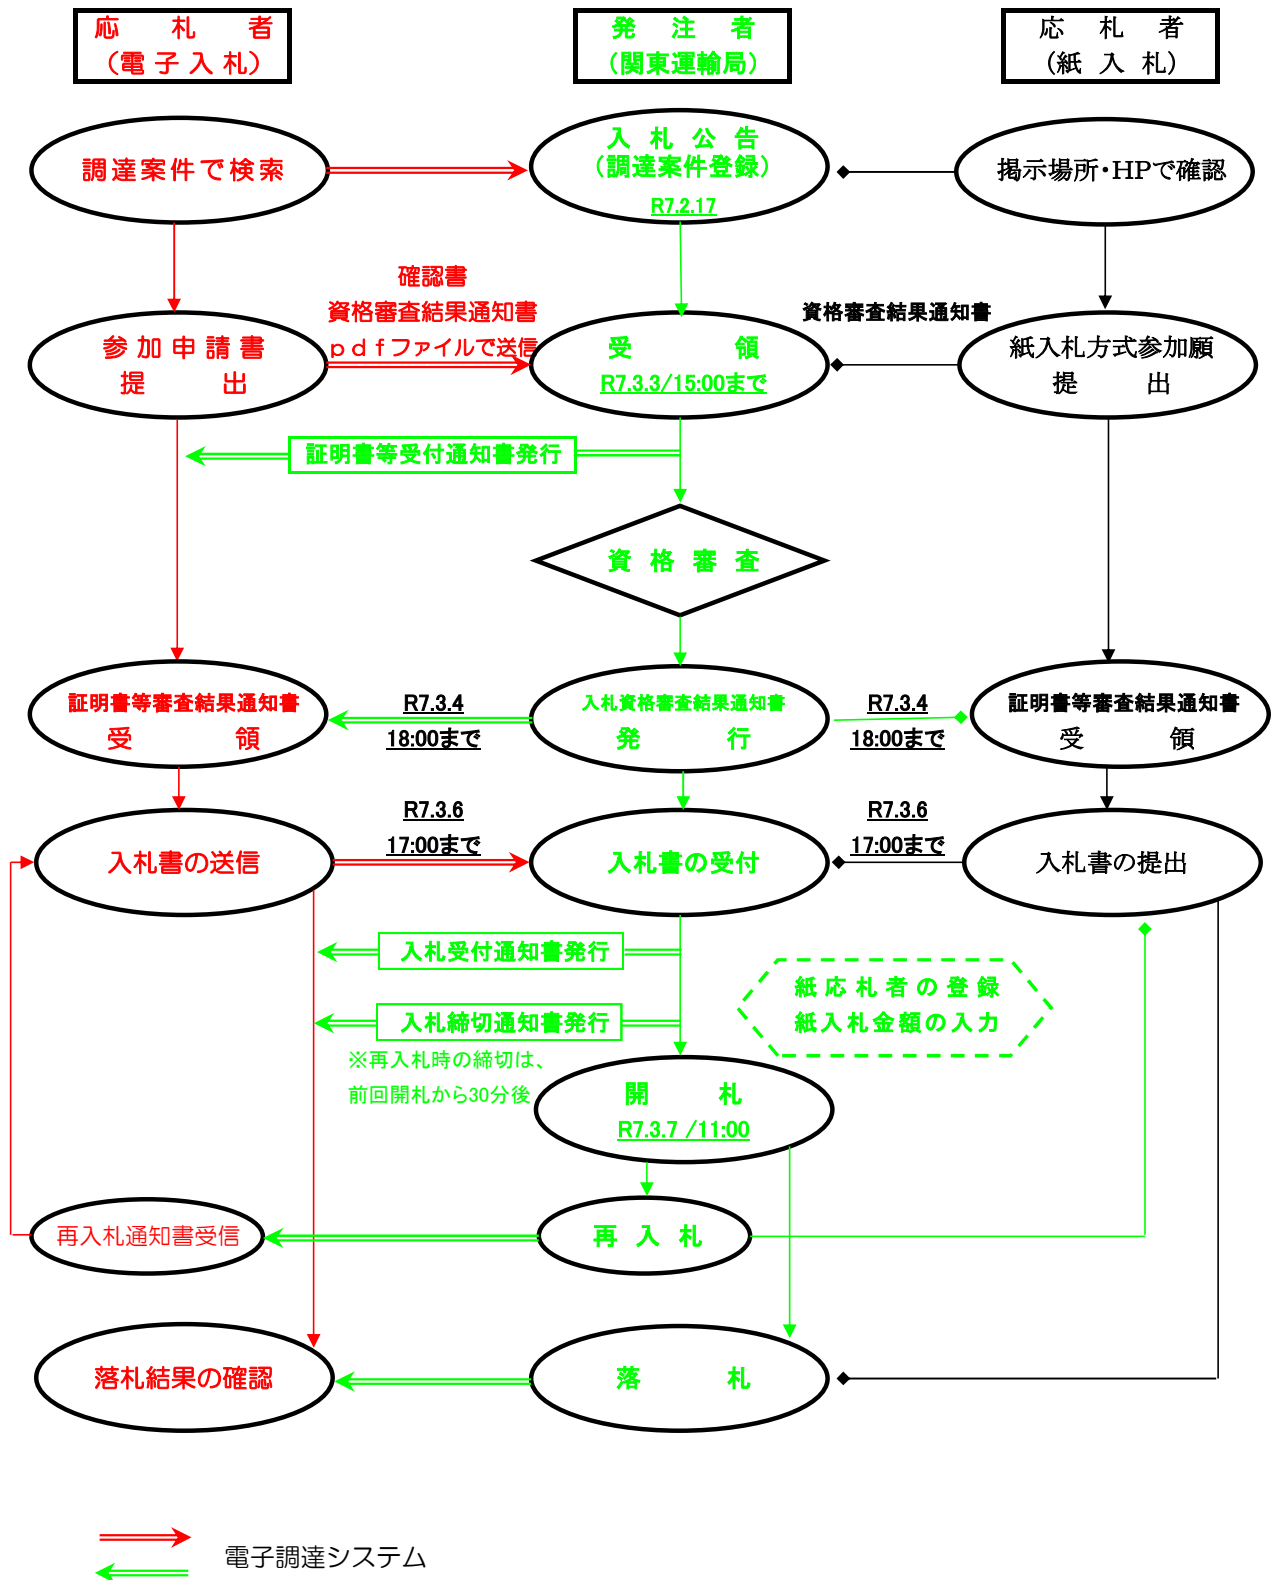 応 札 者
（電 子 入 札）
発 注 者
（関東運輸局）
応 札 者
（紙 入 札）
調達案件で検索
入 札 公 告
（調達案件登録）
R7.2.17
掲示場所・HPで確認
確認書
資格審査結果通知書
ｐｄｆファイルで送信
資格審査結果通知書
参 加 申 請 書
提 出
受 領
R7.3.3/15:00まで
紙入札方式参加願
提 出
証明書等受付通知書発行
資 格 審 査
証明書等審査結果通知書
受 領
R7.3.4
18:00まで
入札資格審査結果通知書
発 行
R7.3.4
18:00まで
証明書等審査結果通知書
受 領
R7.3.6
17:00まで
R7.3.6
17:00まで
入札書の送信
入札書の受付
入札書の提出
入札受付通知書発行
紙 応 札 者 の 登 録
紙入札金額の入力
入札締切通知書発行
※再入札時の締切は、
前回開札から30分後
開 札
R7.3.7 /11:00
再入札通知書受信
再 入 札
落札結果の確認
落 札
電子調達システム